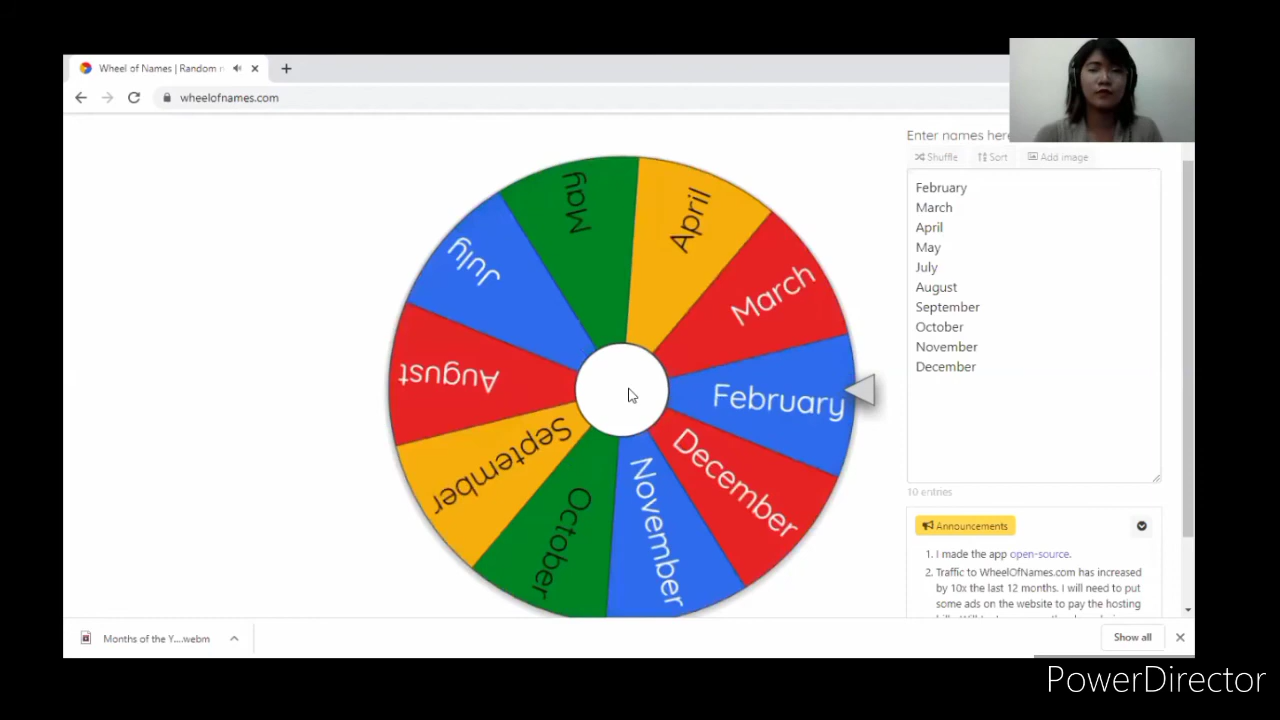 Wheel of Names | Random n
wheelofnames.com
Enter names here
Shuffle
Sort
Add image
February
March
April
May
July
August
September
October
November
December
10 entries
Announcements
1. I made the app open-source.
2. Traffic to WheelOfNames.com has increased
by 10x the last 12 months. I will need to put
some ads on the website to pay the hosting
May
April
March
February
December
November
October
September
August
July
Months of the Y....webm
Show all
PowerDirector